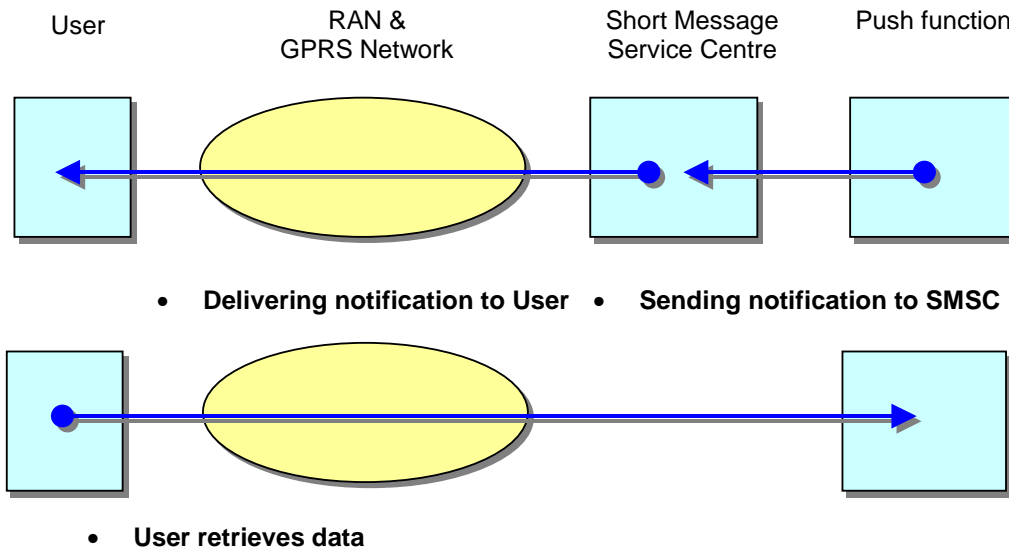 User
RAN &
GPRS Network
Short Message
Service Centre
Push function
• Delivering notification to User • Sending notification to SMSC
• User retrieves data